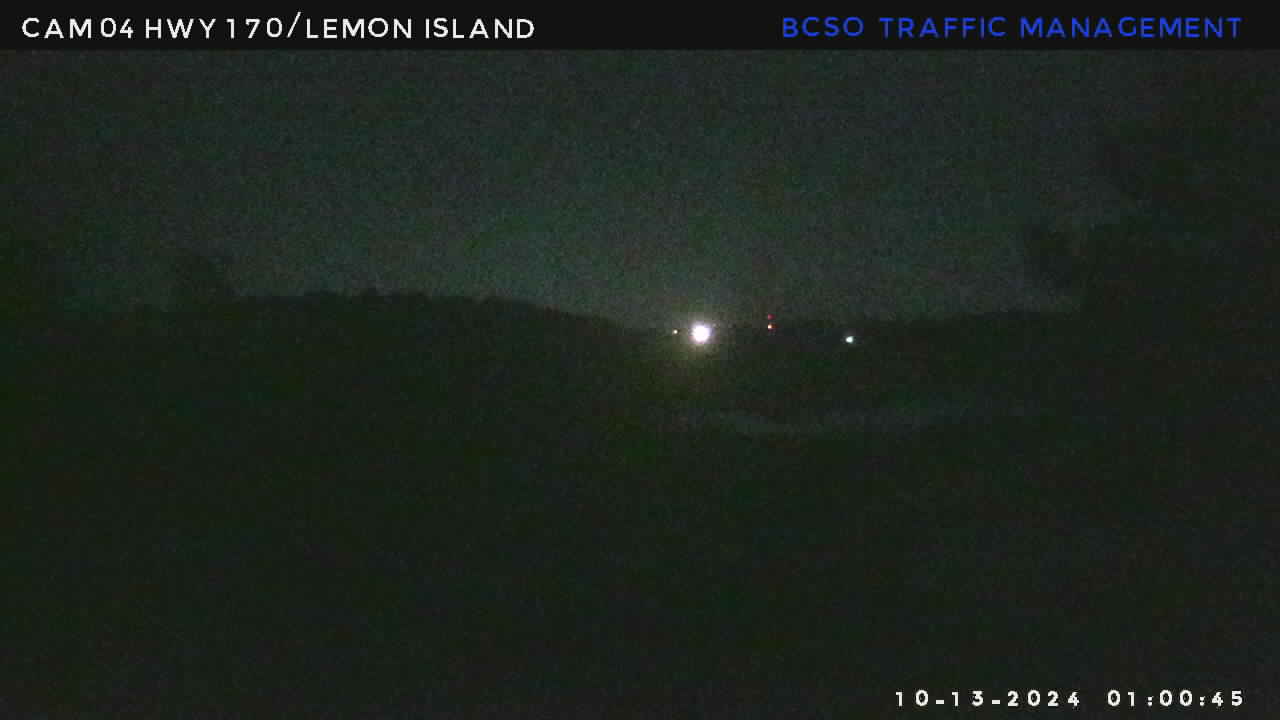 CAM 04 HWY 170/LEMON ISLAND
BCSO TRAFFIC MANAGEMENT
10-13-2024 01:00:45